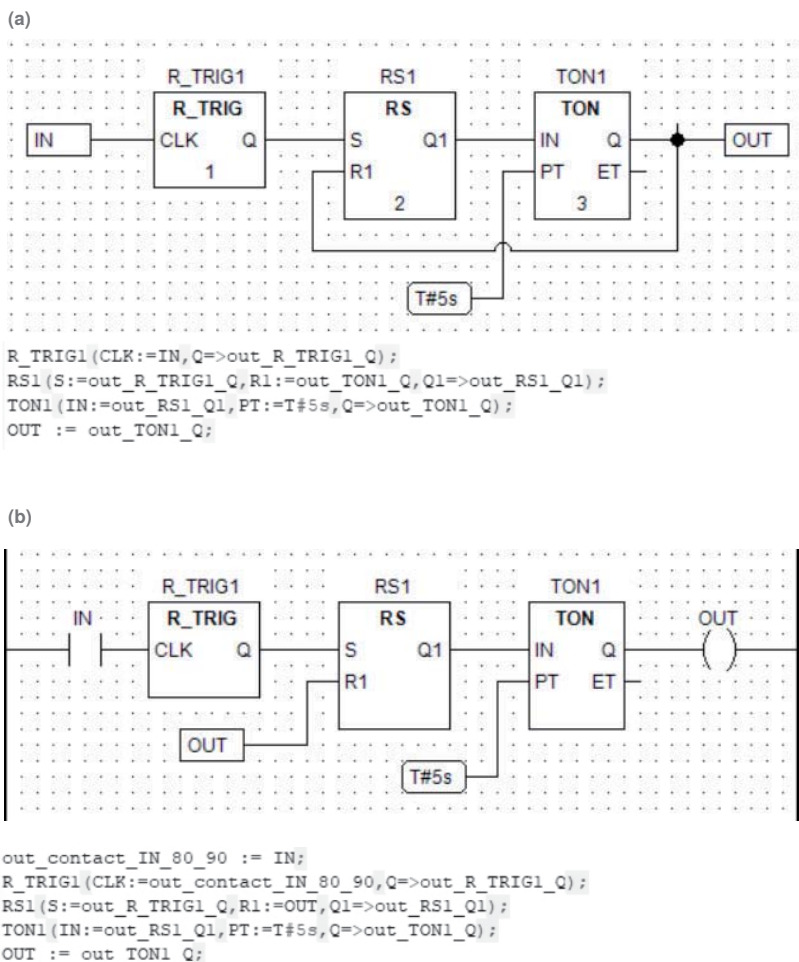 (a)
R_TRIG1 RS1 TON1
R_TRIG RS TON
IN CLK Q S Q1 IN Q OUT
R1 PT ET
1 2 3
T#5s
R_TRIG1(CLK:=IN,Q=>out_R_TRIG1_Q);
RS1(S:=out_R_TRIG1_Q,R1:=out_TON1_Q,Q1=>out_RS1_Q1);
TON1(IN:=out_RS1_Q1,PT:=T#5s,Q=>out_TON1_Q);
OUT := out_TON1_Q;
(b)
R_TRIG1 RS1 TON1
IN R_TRIG RS TON OUT
CLK Q S Q1 IN Q
R1 PT ET
OUT
T#5s
out_contact_IN_80_90 := IN;
R_TRIG1(CLK:=out_contact_IN_80_90,Q=>out_R_TRIG1_Q);
RS1(S:=out_R_TRIG1_Q,R1:=OUT,Q1=>out_RS1_Q1);
TON1(IN:=out_RS1_Q1,PT:=T#5s,Q=>out_TON1_Q);
OUT := out_TON1_Q;